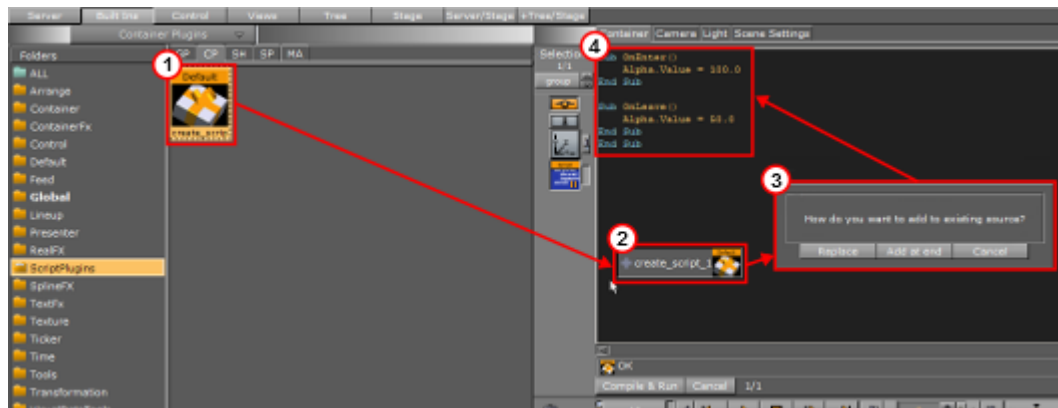 Server Built Ins Control Views Tree Stage Server/Stage +Tree/Stage
Container Plugins
Folders
GP CP SH SP MA
ALL
Arrange
Container
ContainerFx
Control
Default
Feed
Global
Lineup
Presenter
RealFX
ScriptPlugins
SplineFX
TextFx
Texture
Ticker
Time
Tools
Transformation
1
Default
create_scrip
Selection
1/1
group
Container Camera Light Scene Settings
4
Sub OnEnter()
Alpha.Value = 100.0
End Sub
Sub OnLeave()
Alpha.Value = 50.0
End Sub
End Sub
3
How do you want to add to existing source?
Replace Add at end Cancel
2
create_script_1
Default
OK
Compile & Run Cancel 1/1